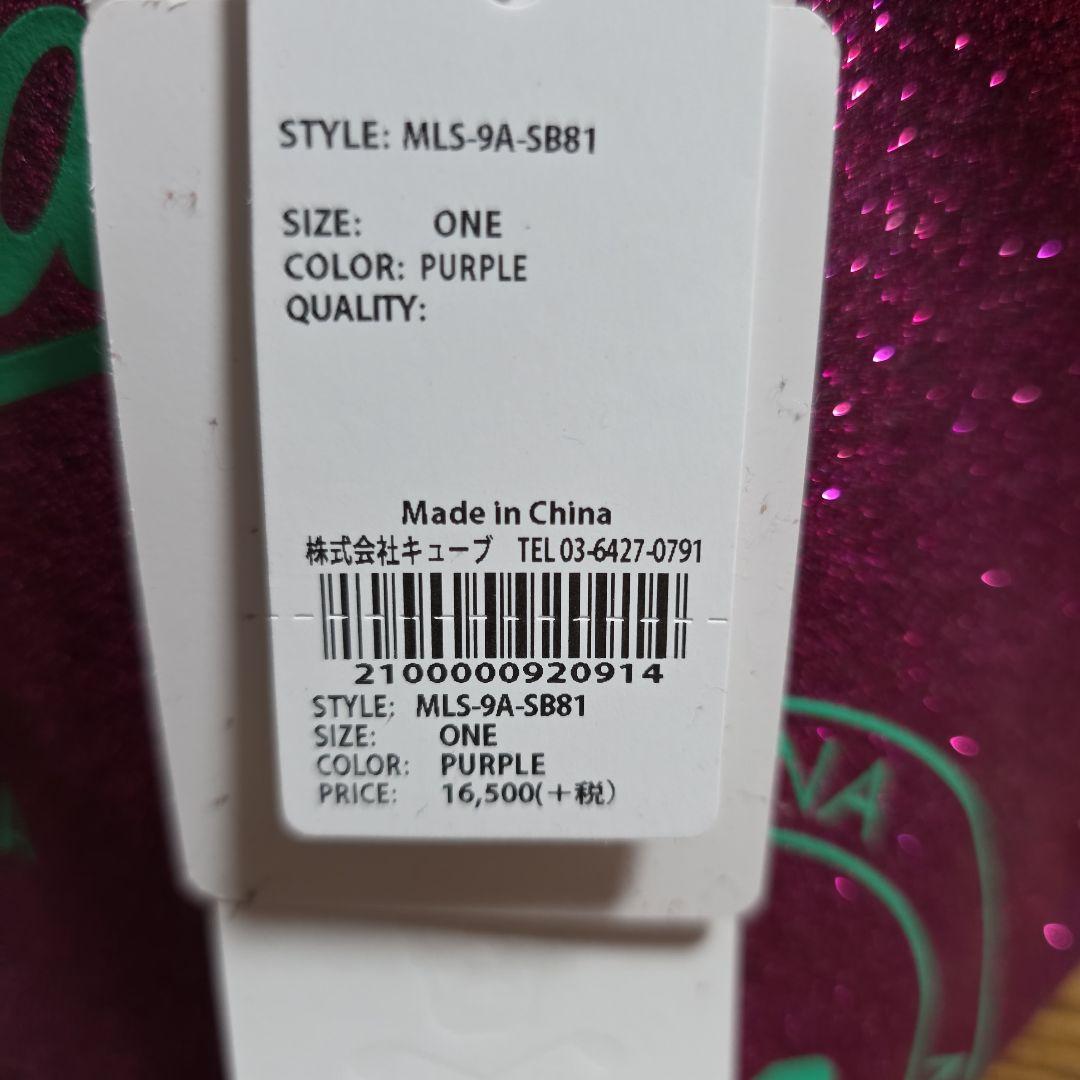 STYLE: MLS-9A-SB81
SIZE: ONE
COLOR: PURPLE
QUALITY:
Made in China
株式会社キューブ TEL 03-6427-0791
2100000920914
STYLE: MLS-9A-SB81
SIZE: ONE
COLOR: PURPLE
PRICE: 16,500(+税)